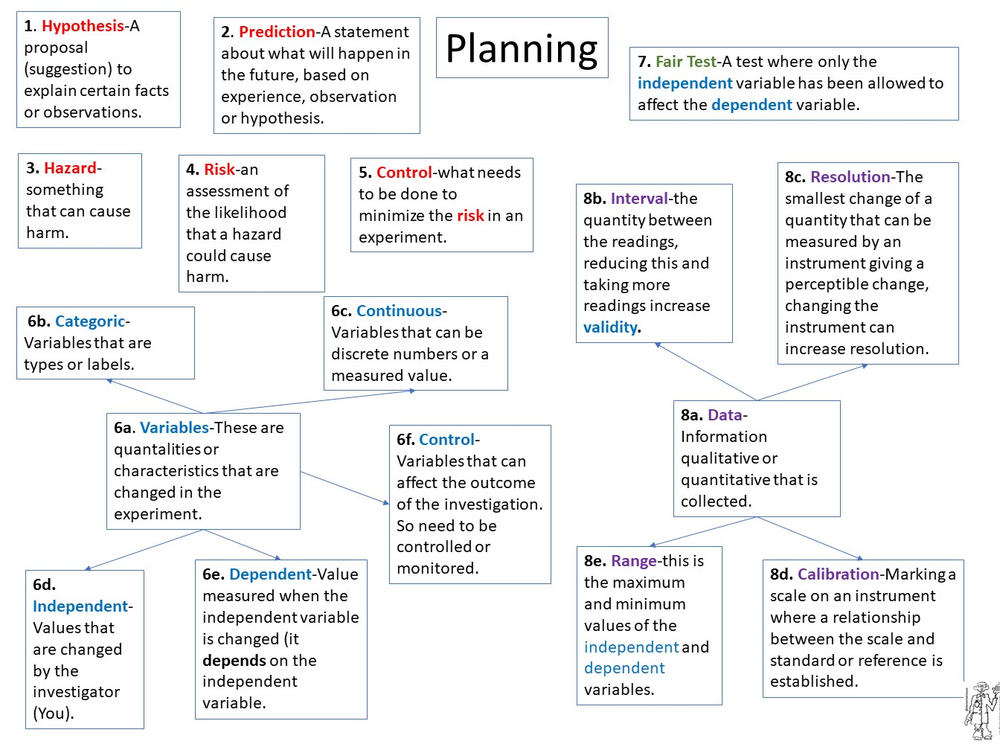 1. Hypothesis-A
proposal
(suggestion) to
explain certain facts
or observations.
2. Prediction-A statement
about what will happen in
the future, based on
experience, observation
or hypothesis.
Planning
7. Fair Test-A test where only the
independent variable has been allowed to
affect the dependent variable.
3. Hazard-
something
that can cause
harm.
4. Risk-an
assessment of
the likelihood
that a hazard
could cause
harm.
5. Control-what needs
to be done to
minimize the risk in an
experiment.
8b. Interval-the
quantity between
the readings,
reducing this and
taking more
readings increase
validity.
8c. Resolution-The
smallest change of a
quantity that can be
measured by an
instrument giving a
perceptible change,
changing the
instrument can
increase resolution.
6b. Categoric-
Variables that are
types or labels.
6c. Continuous-
Variables that can be
discrete numbers or a
measured value.
6a. Variables-These are
quantalities or
characteristics that are
changed in the
experiment.
6f. Control-
Variables that can
affect the outcome
of the investigation.
So need to be
controlled or
monitored.
8a. Data-
Information
qualitative or
quantitative that is
collected.
6d.
Independent-
Values that
are changed
by the
investigator
(You).
6e. Dependent-Value
measured when the
independent variable
is changed (it
depends on the
independent
variable.
8e. Range-this is
the maximum
and minimum
values of the
independent and
dependent
variables.
8d. Calibration-Marking a
scale on an instrument
where a relationship
between the scale and
standard or reference is
established.